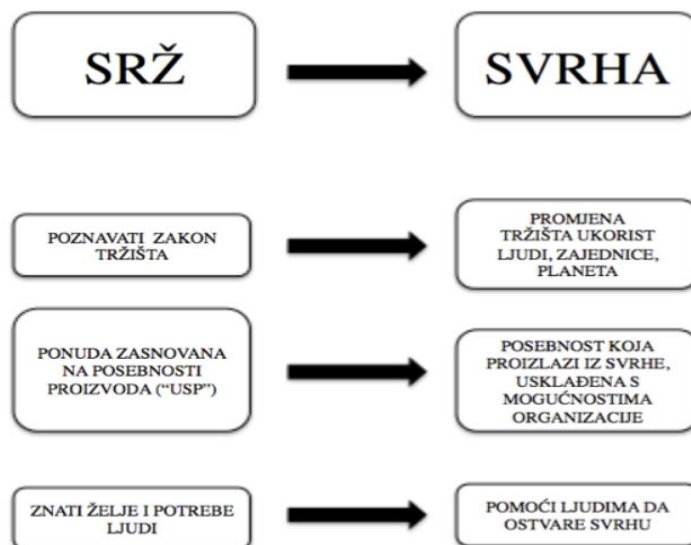 SRŽ
SVRHA
POZNAVATI ZAKON
TRŽIŠTA
PROMJENA
TRŽIŠTA UKORIST
LJUDI, ZAJEDNICE,
PLANETA
PONUDA ZASNOVANA
NA POSEBNOSTI
PROIZVODA (“USP”)
POSEBNOST KOJA
PROIZLAZI IZ SVRHE,
USKLAĐENA S
MOGUĆNOSTIMA
ORGANIZACIJE
ZNATI ŽELJE I POTREBE
LJUDI
POMOĆI LJUDIMA DA
OSTVARE SVRHU